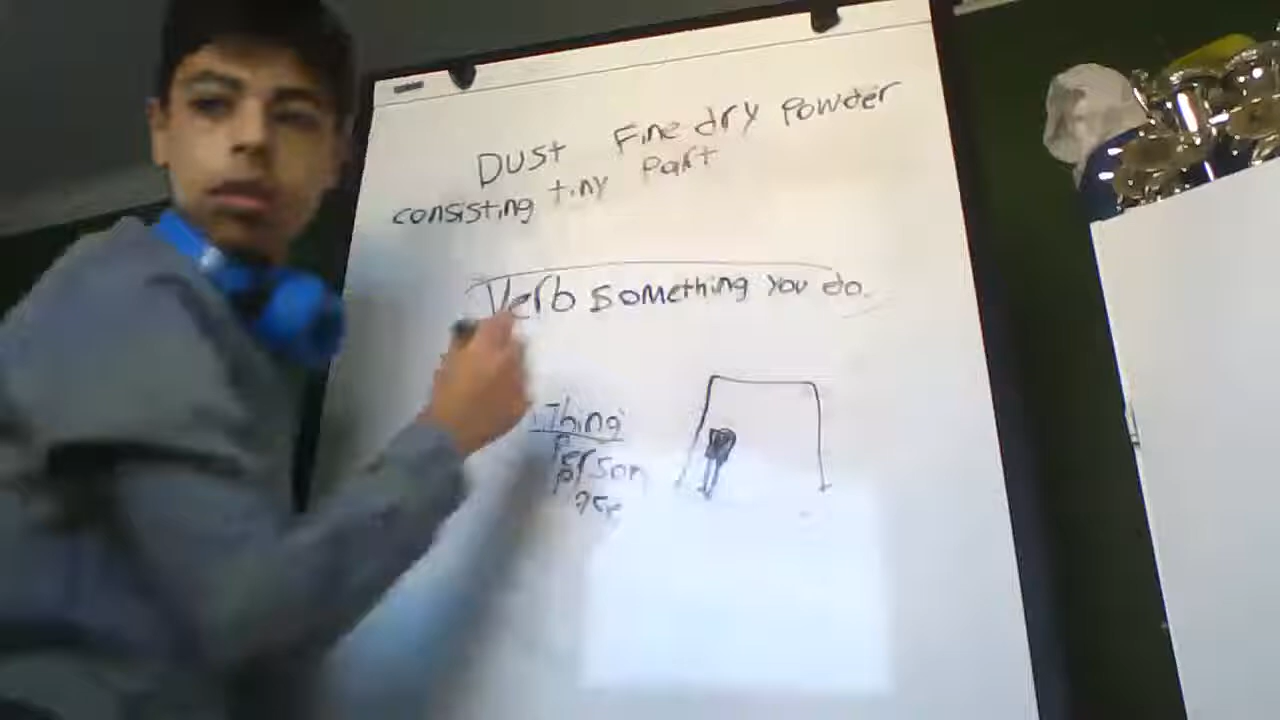 Dust Fine dry Powder
consisting tiny Part
Verb something you do.
Thing
Person